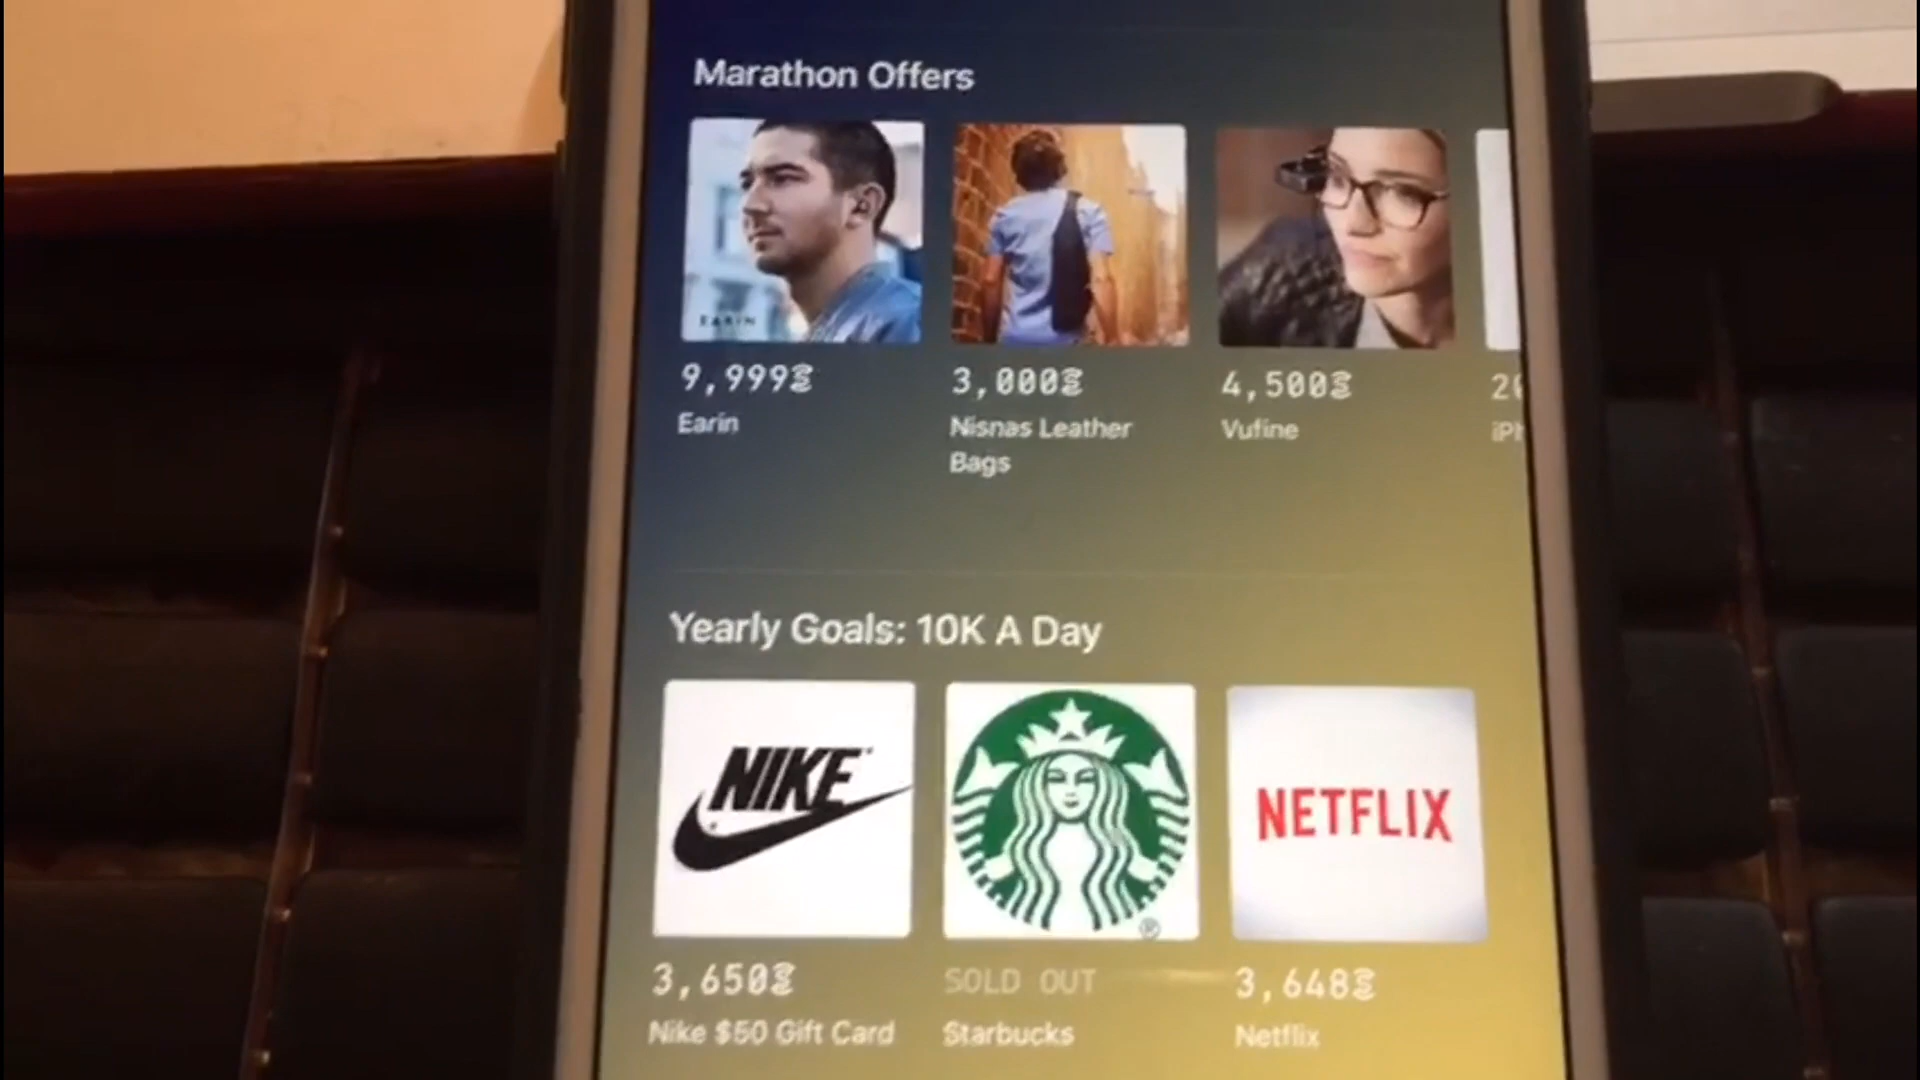 Marathon Offers
EARIN
9,999
3,000
4,500
Earin
Nisnas Leather
Bags
Vufine
Yearly Goals: 10K A Day
NIKE
NETFLIX
3,650
SOLD OUT
3,648
Nike $50 Gift Card
Starbucks
Netflix